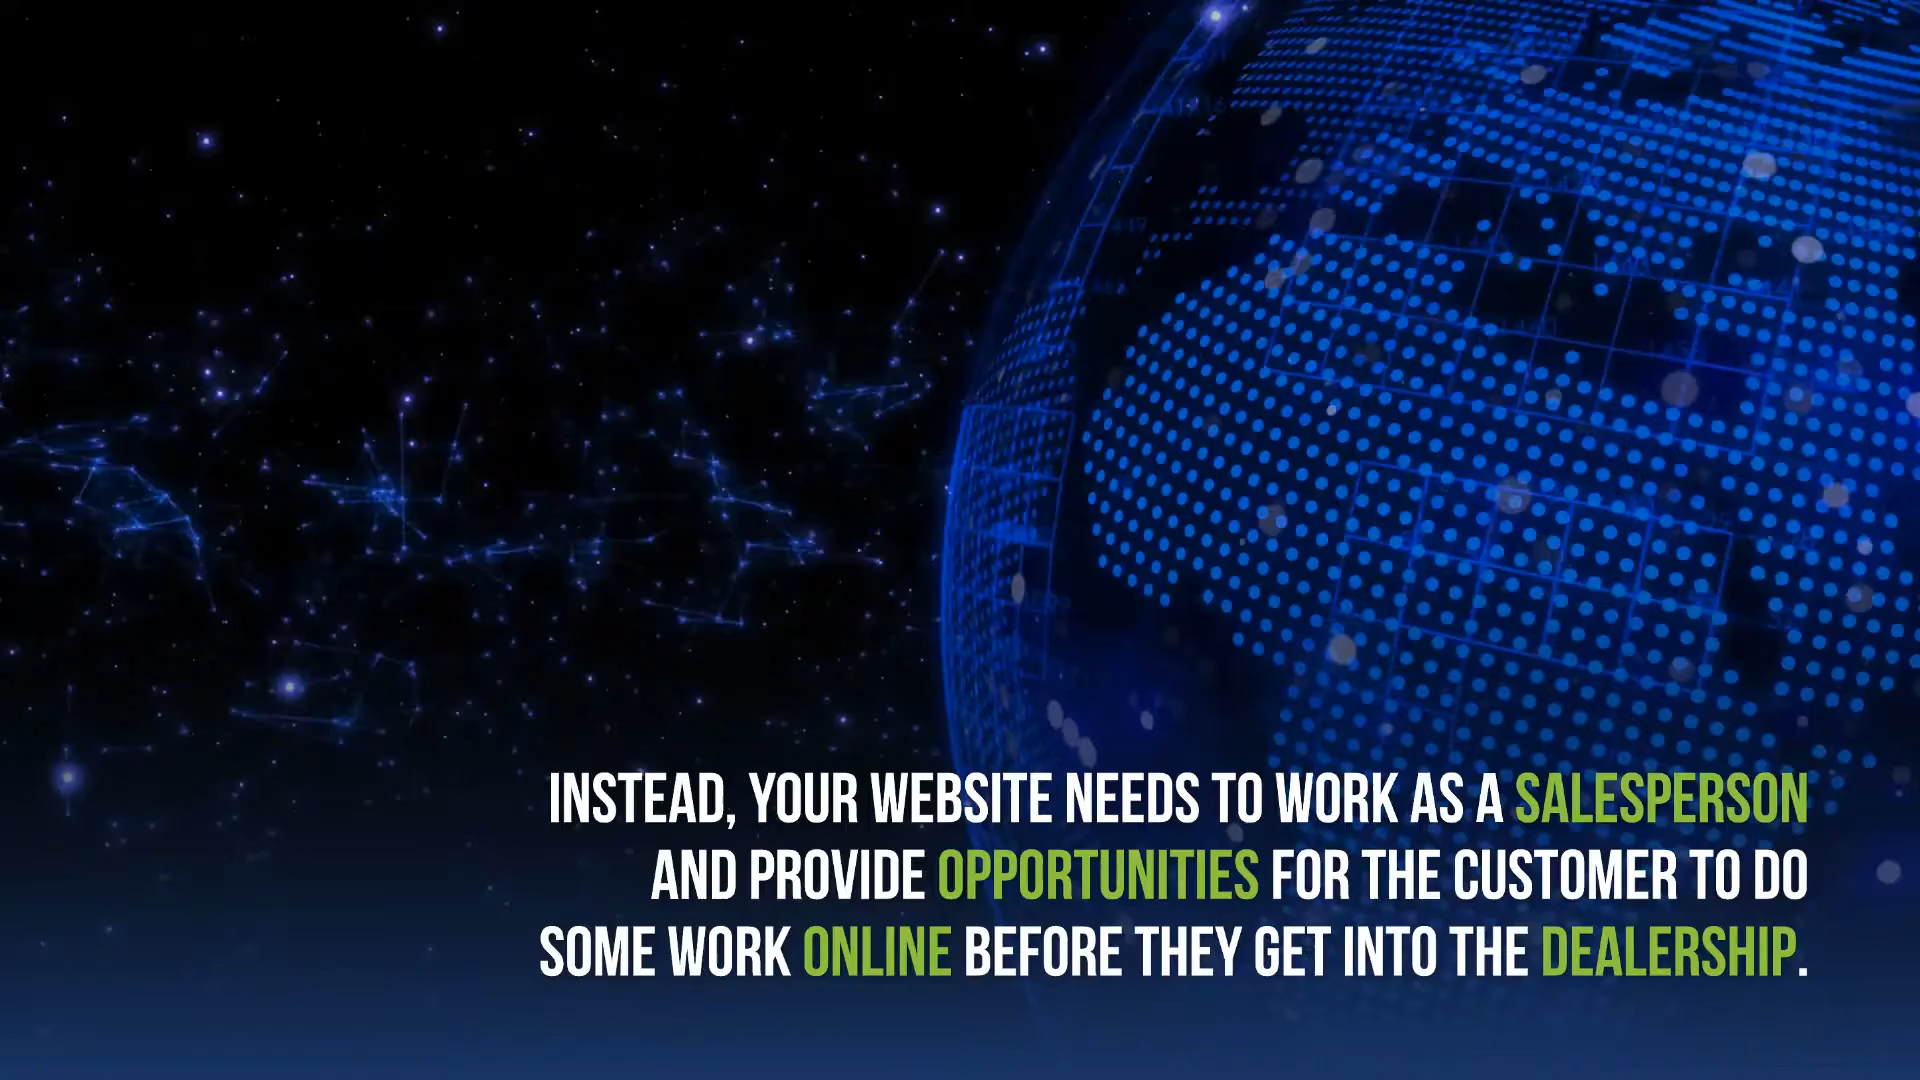 INSTEAD, YOUR WEBSITE NEEDS TO WORK AS A SALESPERSON
AND PROVIDE OPPORTUNITIES FOR THE CUSTOMER TO DO
SOME WORK ONLINE BEFORE THEY GET INTO THE DEALERSHIP.